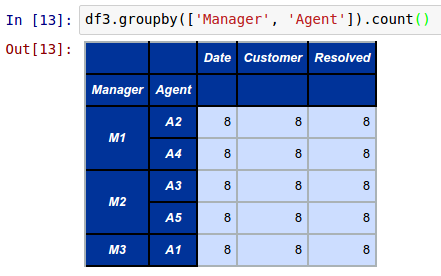 In [13]: df3.groupby(['Manager', 'Agent']).count()
Out[13]:
Date Customer Resolved
Manager Agent
M1 A2 8 8 8
A4 8 8 8
M2 A3 8 8 8
A5 8 8 8
M3 A1 8 8 8